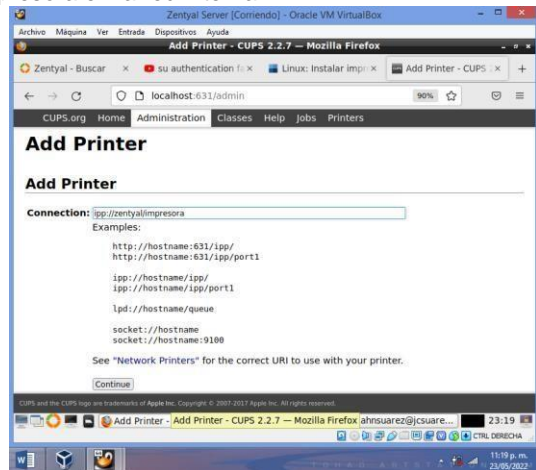 Zentyal Server [Corriendo] - Oracle VM VirtualBox
Archivo Máquina Ver Entrada Dispositivos Ayuda
Add Printer - CUPS 2.2.7 — Mozilla Firefox
Zentyal - Buscar × su authentication fa × Linux: Instalar impr × Add Printer - CUPS 2 × +
localhost:631/admin 90%
CUPS.org Home Administration Classes Help Jobs Printers
Add Printer
Add Printer
Connection: ipp://zentyal/impresora
Examples:
http://hostname:631/ipp/
http://hostname:631/ipp/port1
ipp://hostname/ipp/
ipp://hostname/ipp/port1
lpd://hostname/queue
socket://hostname
socket://hostname:9100
See "Network Printers" for the correct URI to use with your printer.
Continue
CUPS and the CUPS logo are trademarks of Apple Inc. Copyright © 2007-2017 Apple Inc. All rights reserved.
Add Printer - Add Printer - CUPS 2.2.7 — Mozilla Firefox ahnsuarez@jcsuare... 23:19
CTRL DERECHA
11:19 p. m.
23/05/2022